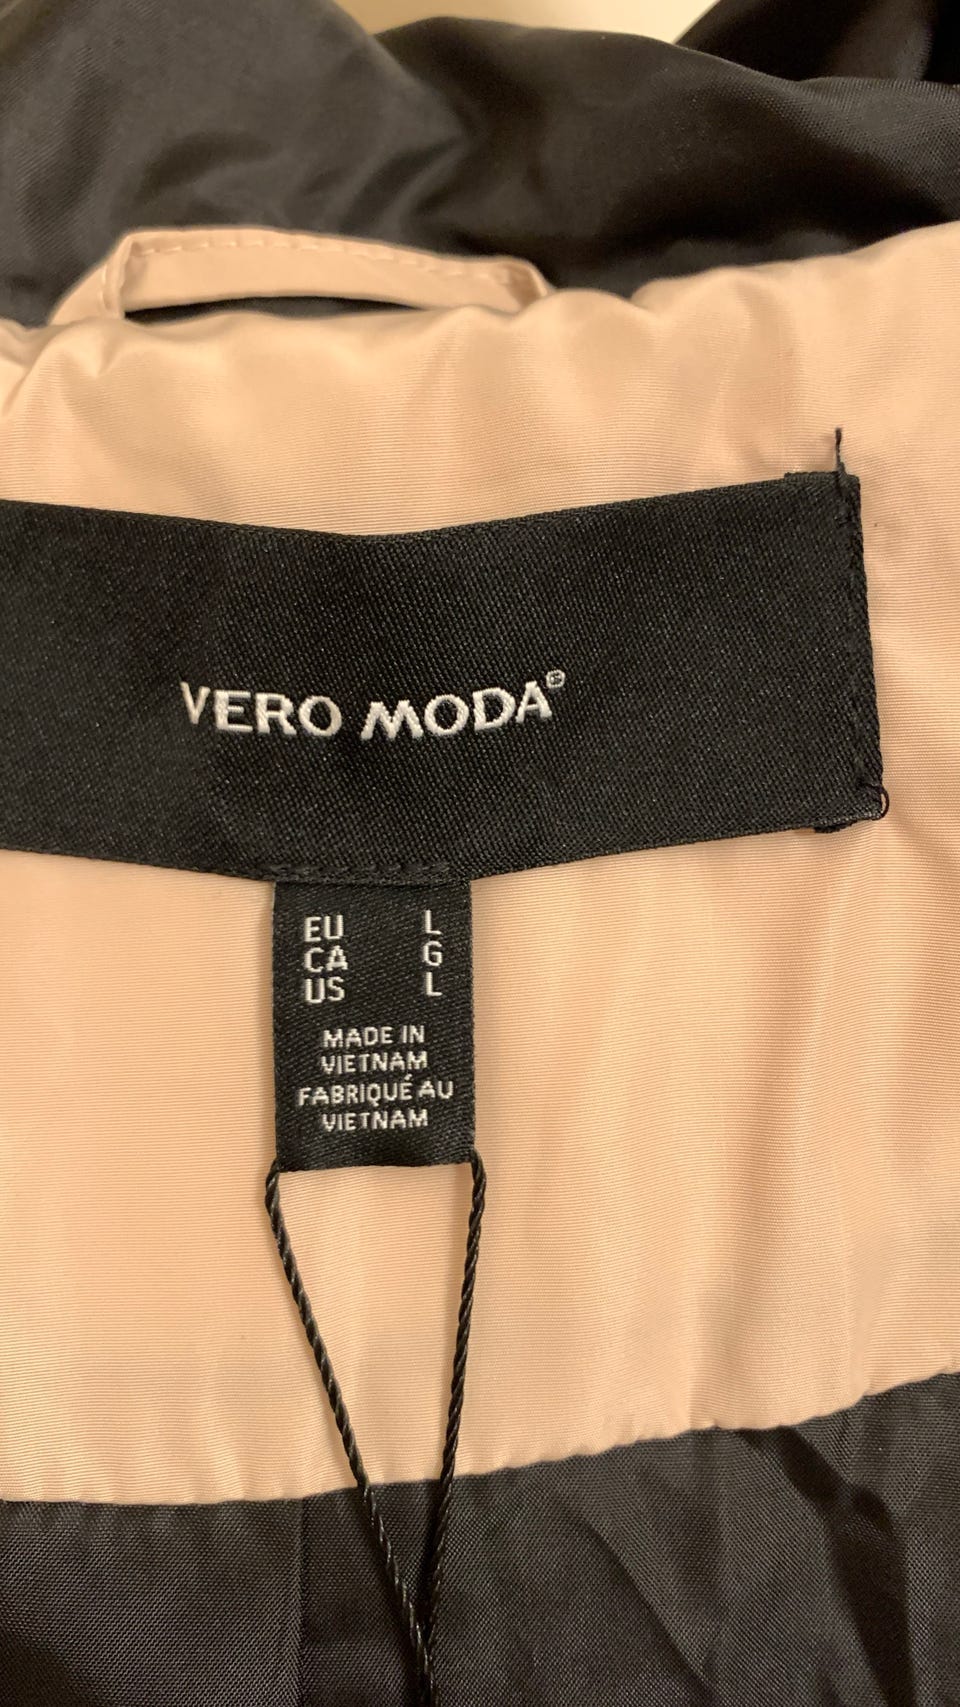 VERO MODA®
EU L
CA G
US L
MADE IN
VIETNAM
FABRIQUÉ AU
VIETNAM